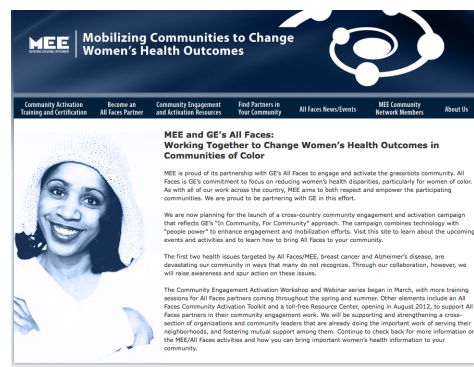 MEE
Mobilizing Communities to Change
Women's Health Outcomes
Community Activation
Training and Certification
Become an
All Faces Partner
Community Engagement
and Activation Resources
Find Partners in
Your Community
All Faces News/Events
MEE Community
Network Members
About Us
MEE and GE's All Faces:
Working Together to Change Women's Health Outcomes in
Communities of Color
MEE is proud of its partnership with GE's All Faces to engage and activate the grassroots community. All
Faces is GE's commitment to focus on reducing women's health disparities, particularly for women of color.
As with all of our work across the country, MEE aims to both respect and empower the participating
communities. We are proud to be partnering with GE in this effort.
We are now planning for the launch of a cross-country community engagement and activation campaign
that reflects GE's "In Community, For Community" approach. The campaign combines technology with
"people power" to enhance engagement and mobilization efforts. Visit this site to learn about the upcoming
events and activities and to learn how to bring All Faces to your community.
The first two health issues targeted by All Faces/MEE, breast cancer and Alzheimer's disease, are
devastating our community in ways that many do not recognize. Through our collaboration, however, we
will raise awareness and spur action on these issues.
The Community Engagement Activation Workshop and Webinar series began in March, with more training
sessions for All Faces partners coming throughout the spring and summer. Other elements include an All
Faces Community Activation Toolkit and a toll-free Resource Center, opening in August 2012, to support All
Faces partners in their community engagement work. We will be supporting and strengthening a cross-
section of organizations and community leaders that are already doing the important work of serving their
neighborhoods, and fostering mutual support among them. Continue to check back for more information on
the MEE/All Faces activities and how you can bring important women's health information to your
community.